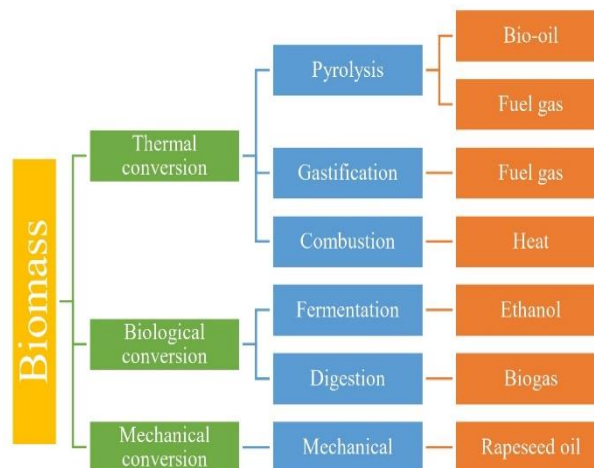 Biomass
Thermal
conversion
Biological
conversion
Mechanical
conversion
Pyrolysis
Gastification
Combustion
Fermentation
Digestion
Mechanical
Bio-oil
Fuel gas
Fuel gas
Heat
Ethanol
Biogas
Rapeseed oil